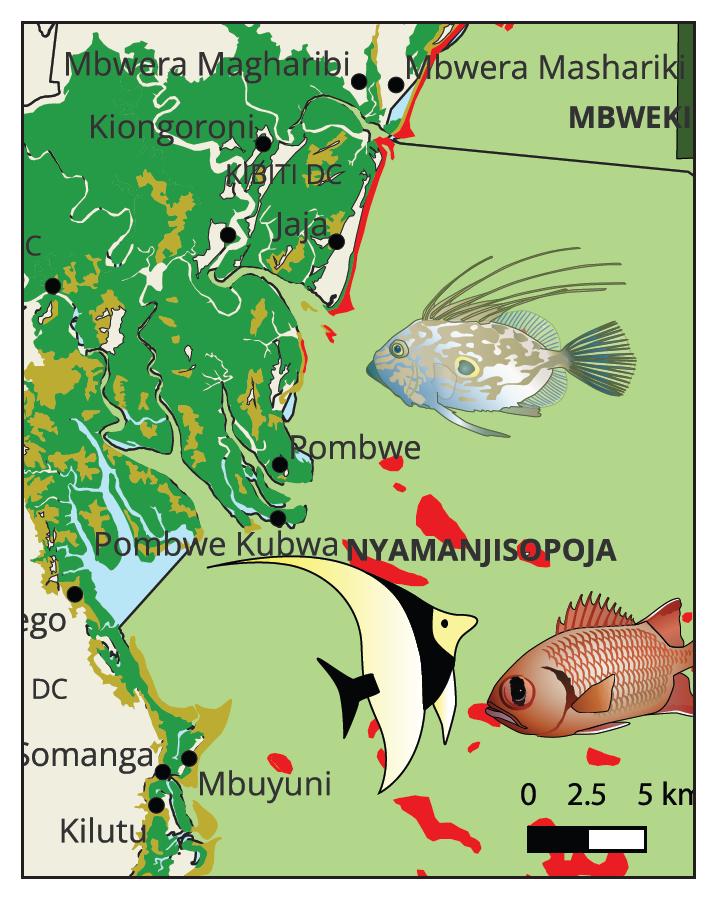 Mbwera Magharibi
Mbwera Mashariki
MBWEKI
Kiongoroni
KIBITI DC
Jaja
C
Pombwe
Pombwe Kubwa
NYAMANJISOPOJA
ego
DC
Somanga
Mbuyuni
0 2.5 5 km
Kilutu